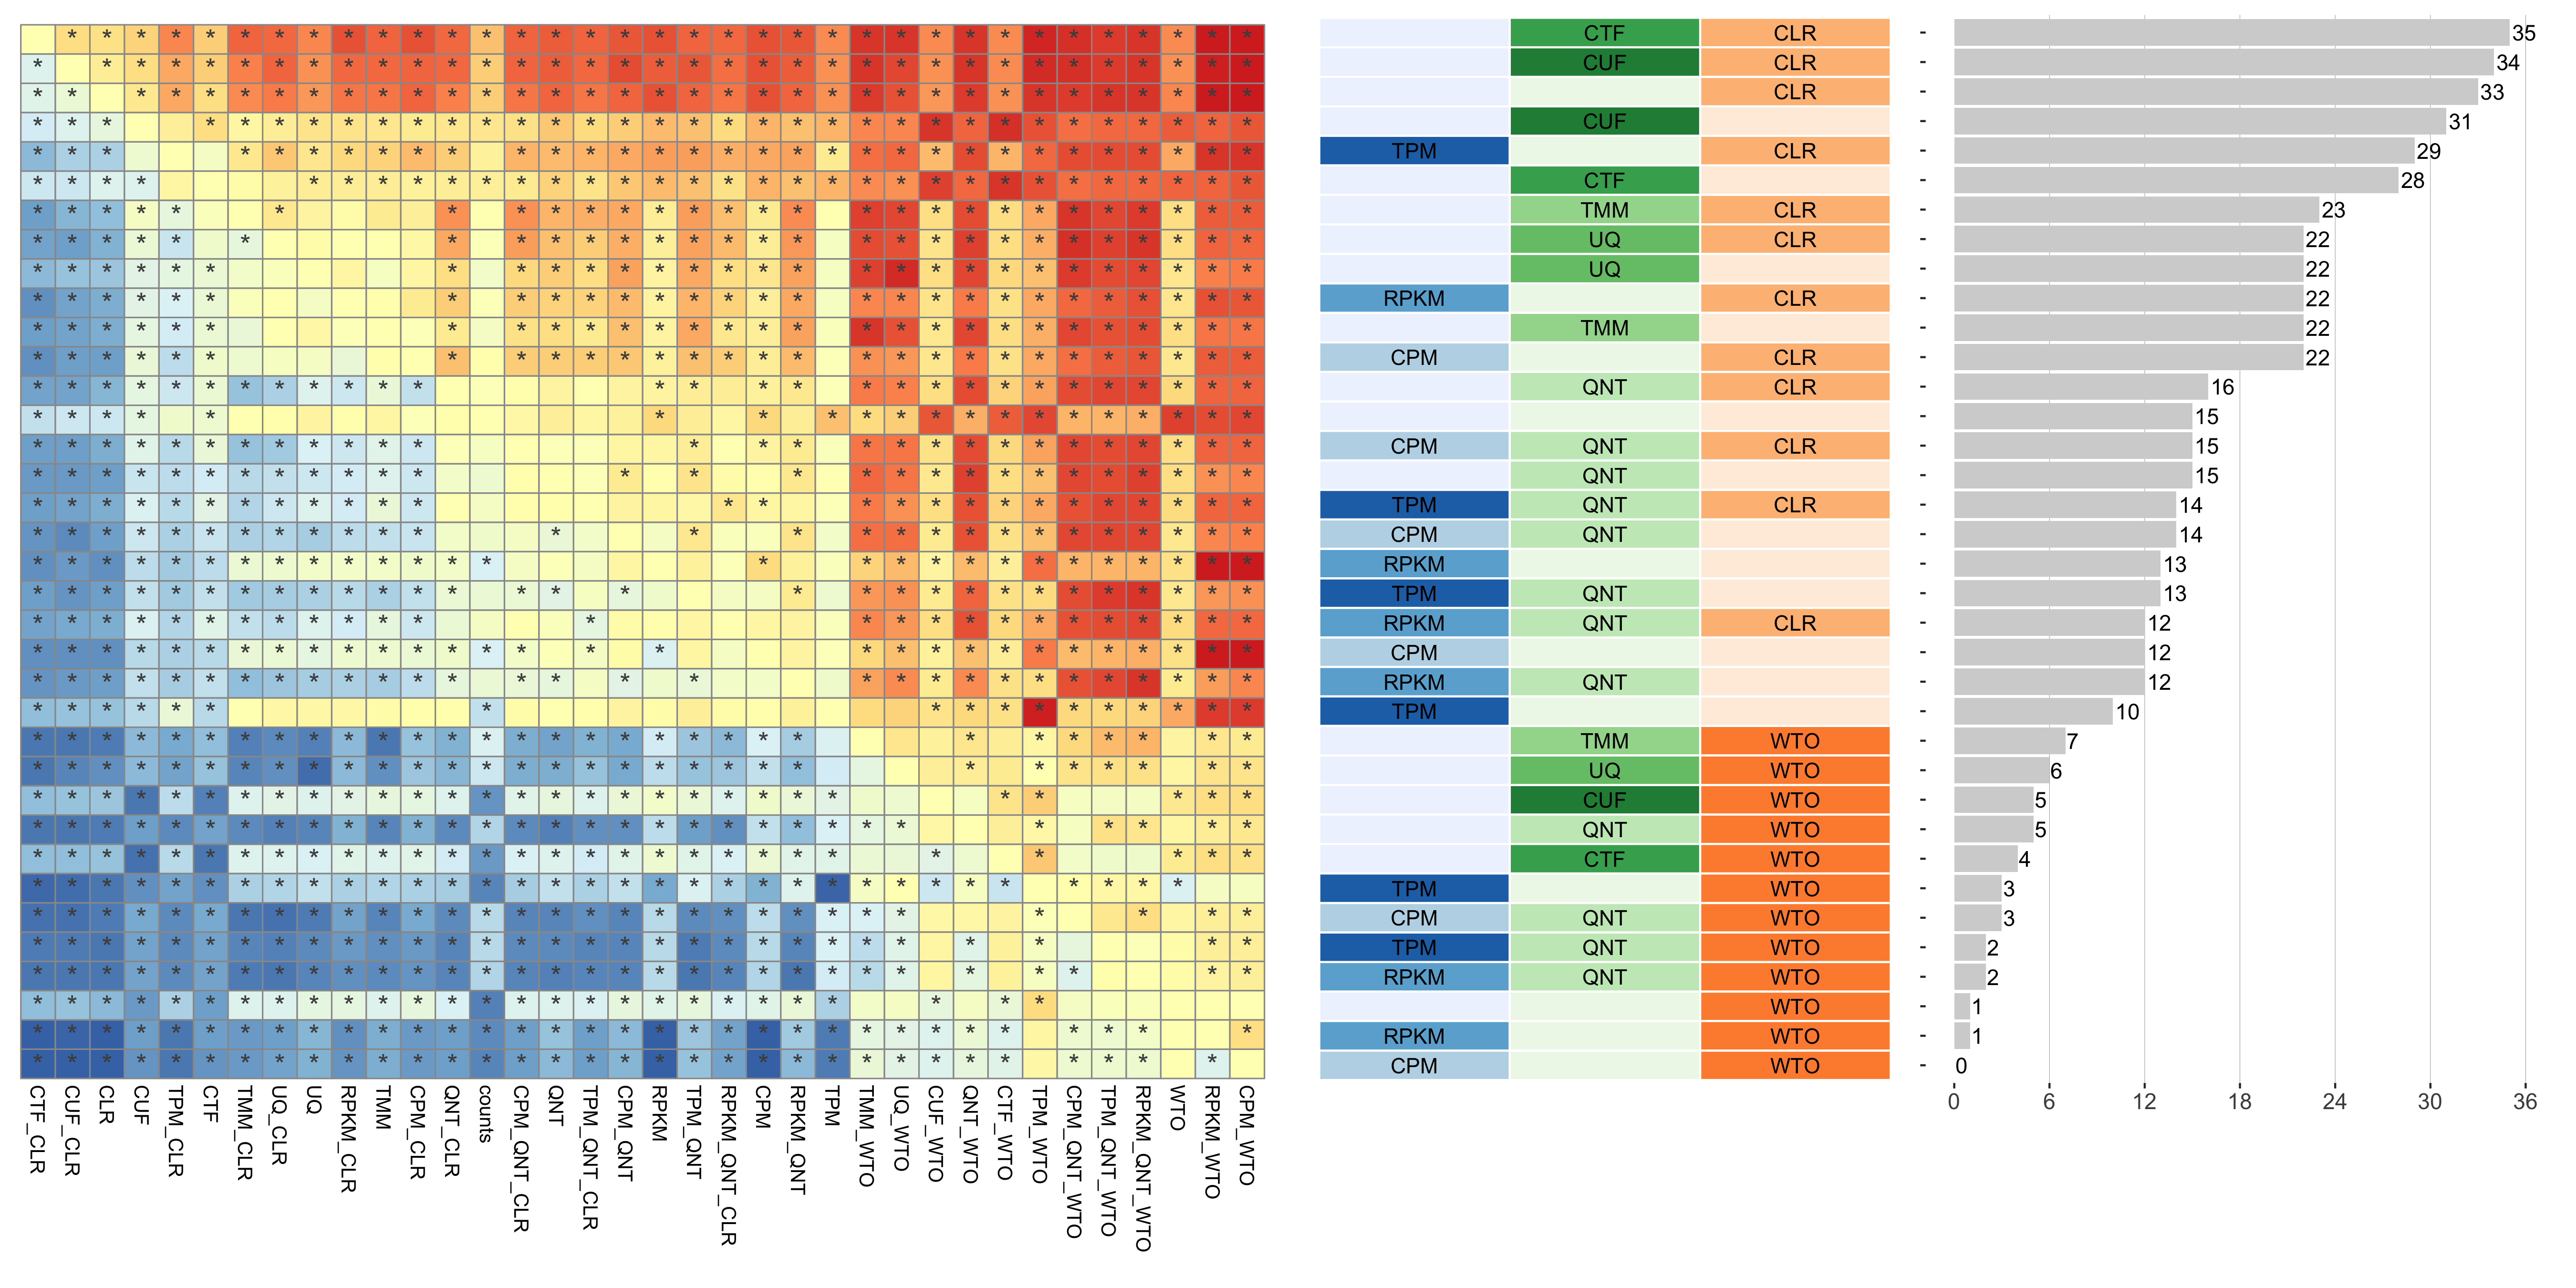 CTF CLR - 35
CUF CLR - 34
CLR - 33
CUF - 31
TPM CLR - 29
CTF - 28
TMM CLR - 23
UQ CLR - 22
UQ - 22
RPKM CLR - 22
TMM - 22
CPM CLR - 22
QNT CLR - 16
- 15
CPM QNT CLR - 15
QNT - 15
TPM QNT CLR - 14
CPM QNT - 14
RPKM - 13
TPM QNT - 13
RPKM QNT CLR - 12
CPM - 12
RPKM QNT - 12
TPM - 10
TMM WTO - 7
UQ WTO - 6
CUF WTO - 5
QNT WTO - 5
CTF WTO - 4
TPM WTO - 3
CPM QNT WTO - 3
TPM QNT WTO - 2
RPKM QNT WTO - 2
WTO - 1
RPKM WTO - 1
CPM WTO - 0
0 6 12 18 24 30 36
CTF_CLR
CUF_CLR
CLR
CUF
TPM_CLR
CTF
TMM_CLR
UQ_CLR
UQ
RPKM_CLR
TMM
CPM_CLR
QNT_CLR
counts
CPM_QNT_CLR
QNT
TPM_QNT_CLR
CPM_QNT
RPKM
TPM_QNT
RPKM_QNT_CLR
CPM
RPKM_QNT
TPM
TMM_WTO
UQ_WTO
CUF_WTO
QNT_WTO
CTF_WTO
TPM_WTO
CPM_QNT_WTO
TPM_QNT_WTO
RPKM_QNT_WTO
WTO
RPKM_WTO
CPM_WTO